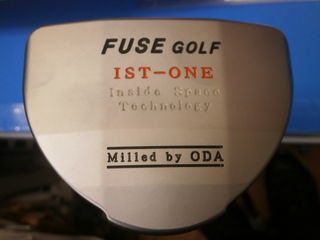 FUSE GOLF
IST-ONE
Inside Space
Technology
Milled by ODA